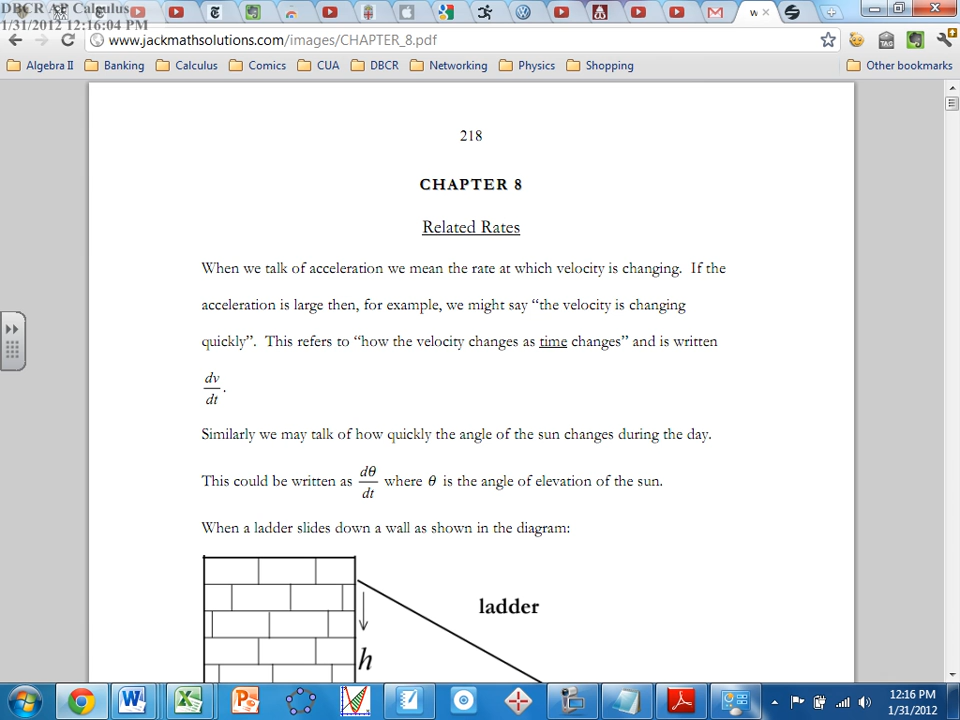 DBCR AP Calculus
1/31/2012 12:16:04 PM
www.jackmathsolutions.com/images/CHAPTER_8.pdf
Algebra II Banking Calculus Comics CUA DBCR Networking Physics Shopping Other bookmarks
218
CHAPTER 8
Related Rates
When we talk of acceleration we mean the rate at which velocity is changing. If the
acceleration is large then, for example, we might say “the velocity is changing
quickly”. This refers to “how the velocity changes as time changes” and is written
dv/dt.
Similarly we may talk of how quickly the angle of the sun changes during the day.
This could be written as dθ/dt where θ is the angle of elevation of the sun.
When a ladder slides down a wall as shown in the diagram:
ladder
h
12:16 PM
1/31/2012